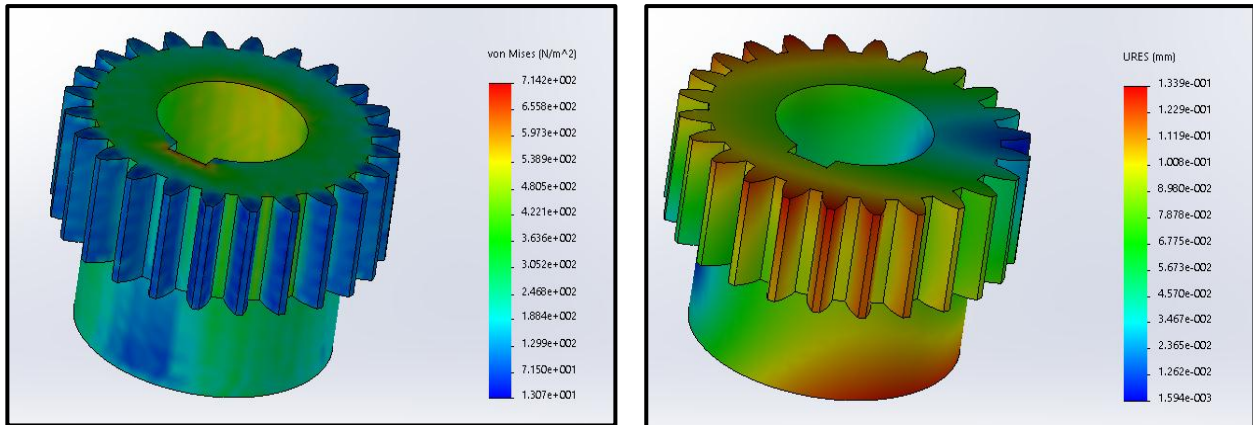 von Mises (N/m^2)
7.142e+002
6.558e+002
5.973e+002
5.389e+002
4.805e+002
4.221e+002
3.636e+002
3.052e+002
2.468e+002
1.884e+002
1.299e+002
7.150e+001
1.307e+001
URES (mm)
1.339e-001
1.229e-001
1.119e-001
1.008e-001
8.980e-002
7.878e-002
6.775e-002
5.673e-002
4.570e-002
3.467e-002
2.365e-002
1.262e-002
1.594e-003